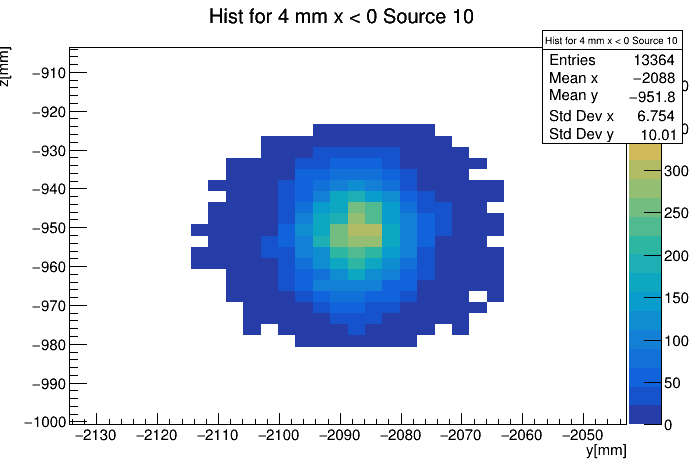 Hist for 4 mm x < 0 Source 10
z[mm]
Hist for 4 mm x < 0 Source 10
Entries 13364
Mean x −2088
Mean y −951.8
Std Dev x 6.754
Std Dev y 10.01
−910
−920
−930
−940
−950
−960
−970
−980
−990
−1000
−2130 −2120 −2110 −2100 −2090 −2080 −2070 −2060 −2050
y[mm]
300
250
200
150
100
50
0